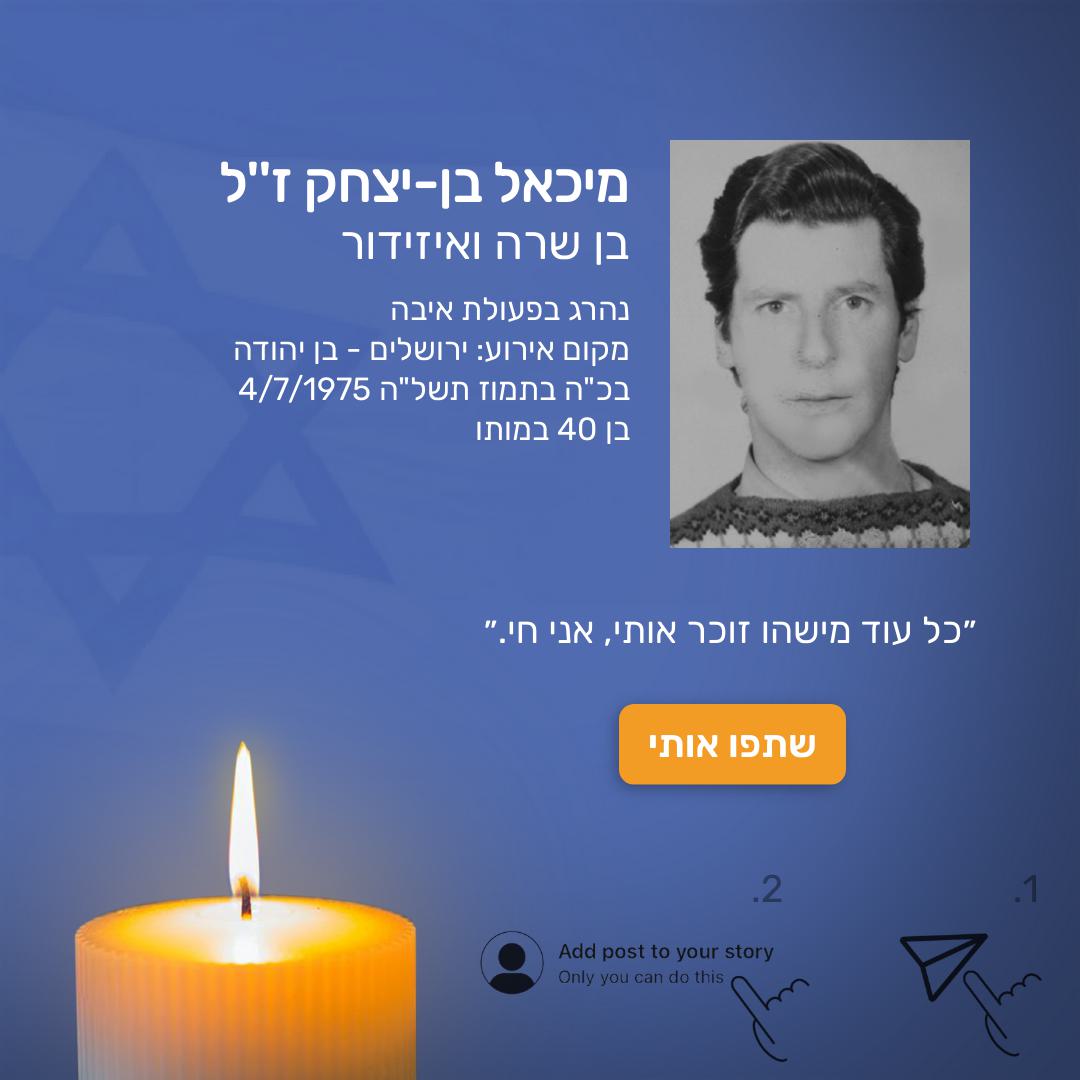 מיכאל בן-יצחק ז"ל
בן שרה ואיזידור
נהרג בפעולת איבה
מקום אירוע: ירושלים - בן יהודה
בכ"ה בתמוז תשל"ה 4/7/1975
בן 40 במותו
״כל עוד מישהו זוכר אותי, אני חי.״
שתפו אותי
.1
.2
Add post to your story
Only you can do this